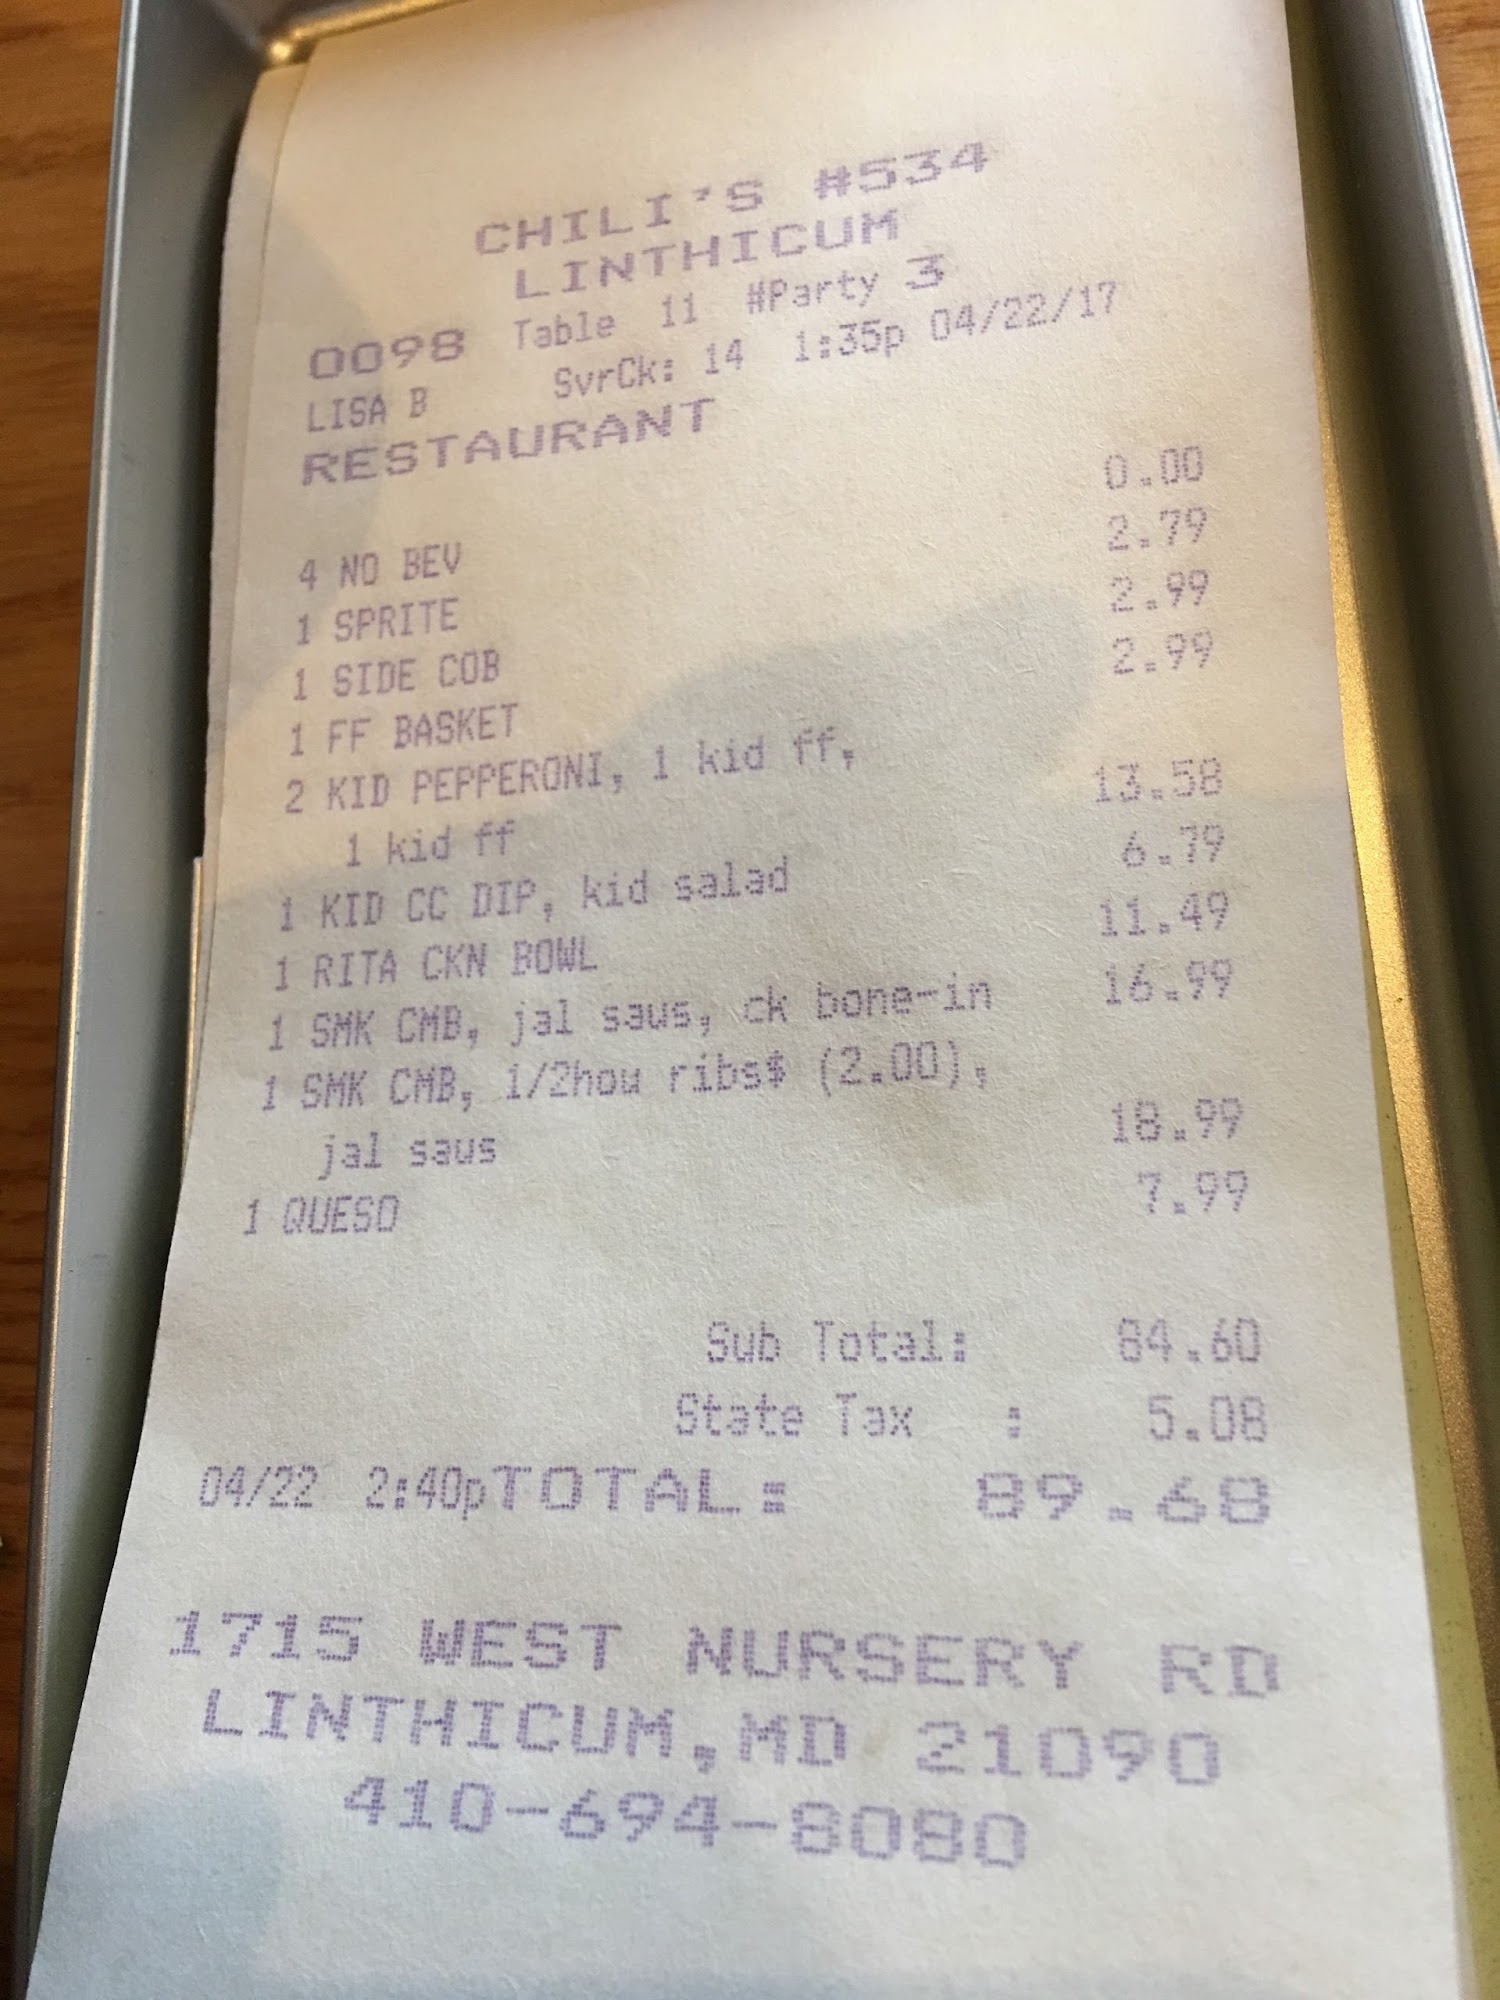 CHILI'S #534
LINTHICUM
0098 Table 11 #Party 3
LISA B SvrCk: 14 1:35p 04/22/17
RESTAURANT
4 NO BEV 0.00
1 SPRITE 2.79
1 SIDE COB 2.99
1 FF BASKET 2.99
2 KID PEPPERONI, 1 kid ff,
1 kid ff 13.58
1 KID CC DIP, kid salad 6.79
1 RITA CKN BOWL 11.49
1 SMK CMB, jal saus, ck bone-in 16.99
1 SMK CMB, 1/2hou ribs$ (2.00),
jal saus 18.99
1 QUESO 7.99
Sub Total: 84.60
State Tax : 5.08
04/22 2:40pTOTAL: 89.68
1715 WEST NURSERY RD
LINTHICUM,MD 21090
410-694-8080